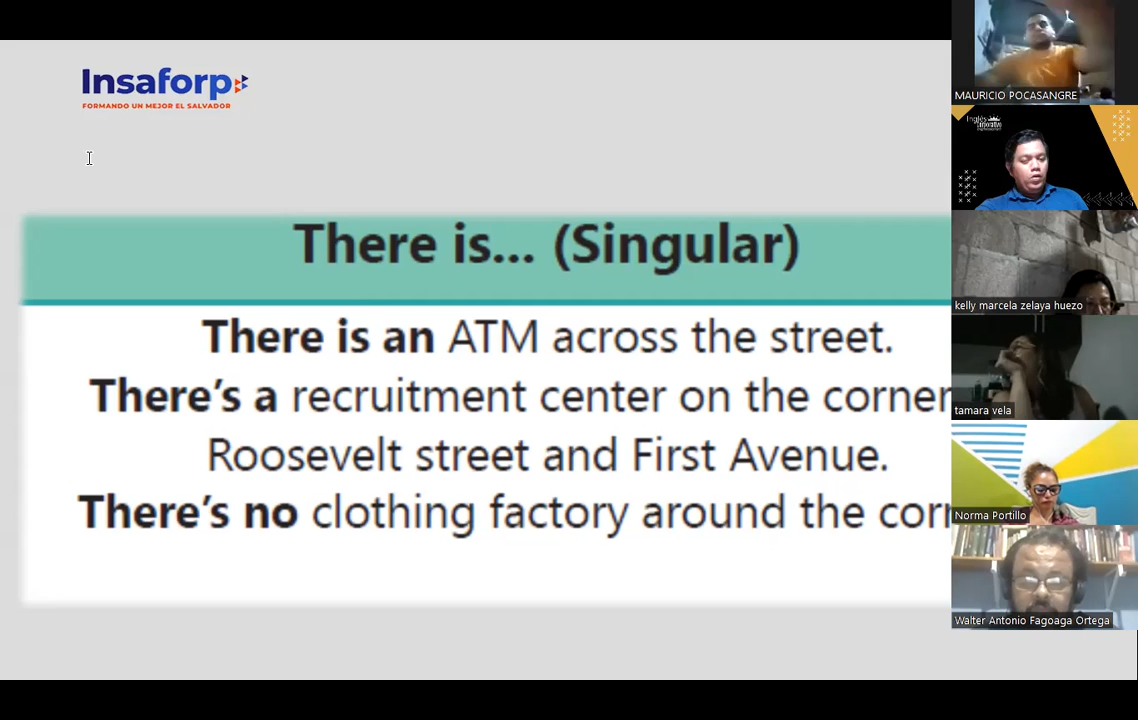 Insaforp
FORMANDO UN MEJOR EL SALVADOR
There is... (Singular)
There is an ATM across the street.
There's a recruitment center on the corner
Roosevelt street and First Avenue.
There's no clothing factory around the corn
MAURICIO POCASANGRE
Inglés
kelly marcela zelaya huezo
tamara vela
Norma Portillo
Walter Antonio Fagoaga Ortega